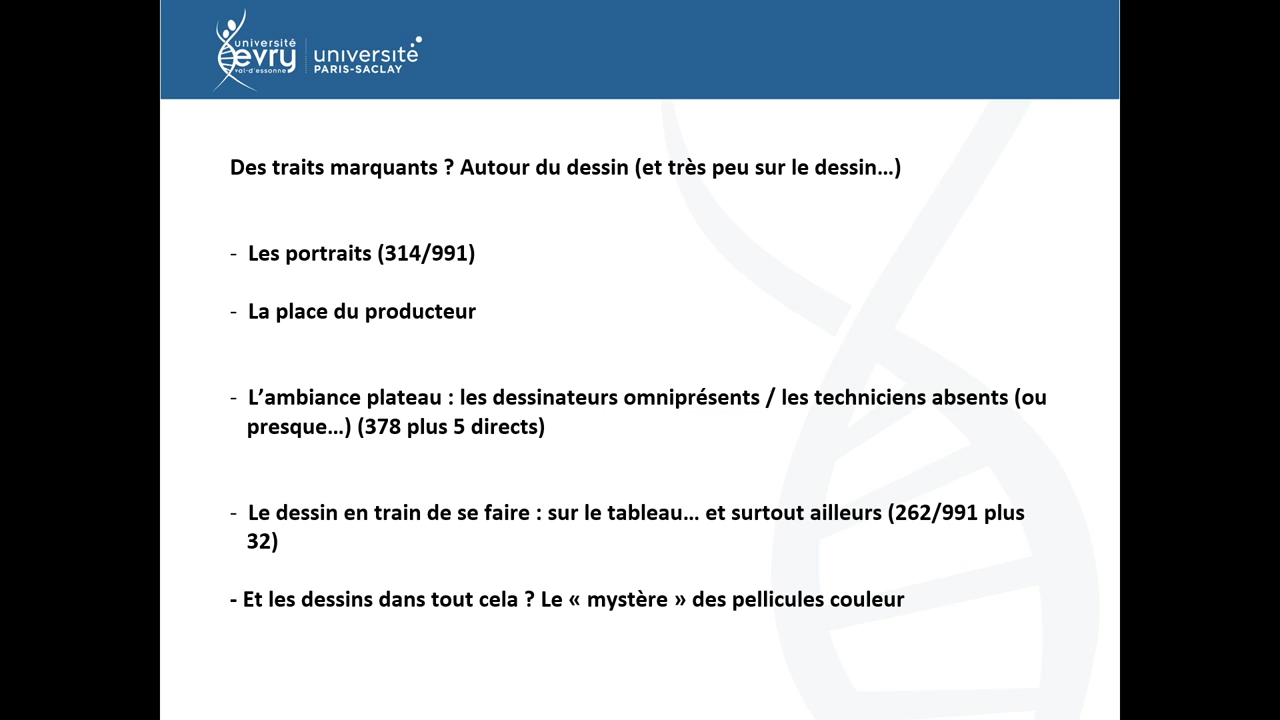 université
evry
val-d'essonne
université
PARIS-SACLAY
Des traits marquants ? Autour du dessin (et très peu sur le dessin…)
- Les portraits (314/991)
- La place du producteur
- L’ambiance plateau : les dessinateurs omniprésents / les techniciens absents (ou
presque…) (378 plus 5 directs)
- Le dessin en train de se faire : sur le tableau… et surtout ailleurs (262/991 plus
32)
- Et les dessins dans tout cela ? Le « mystère » des pellicules couleur